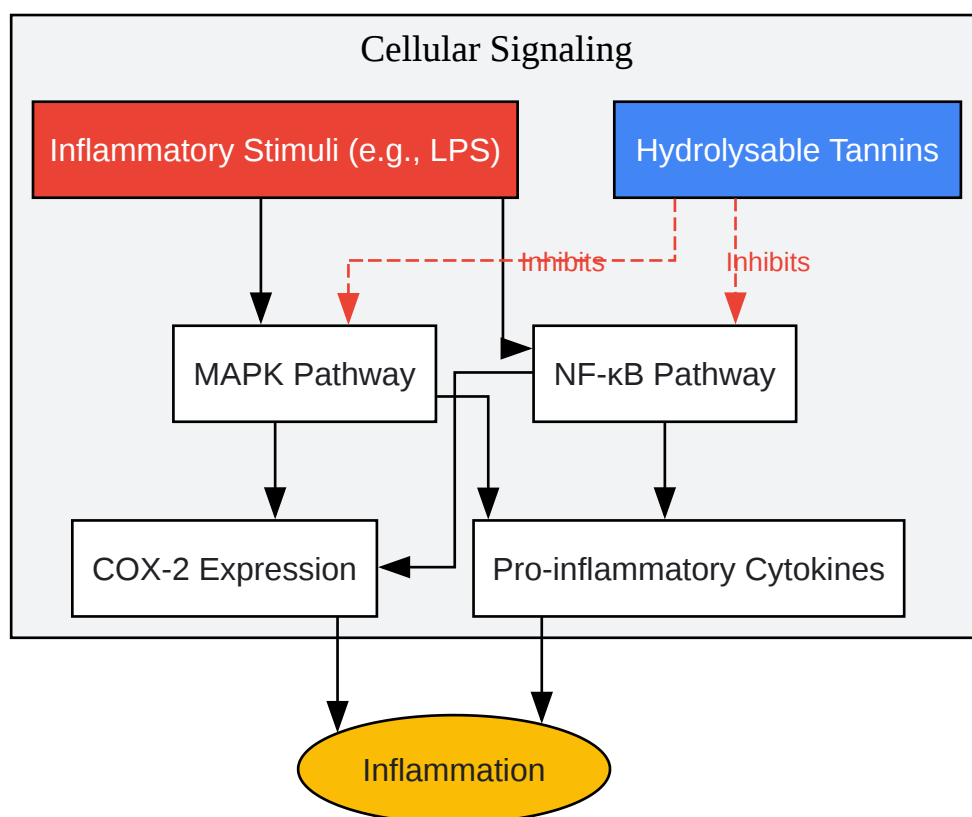 Cellular Signaling
Inflammatory Stimuli (e.g., LPS)
Hydrolysable Tannins
Inhibits
Inhibits
MAPK Pathway
NF-κB Pathway
COX-2 Expression
Pro-inflammatory Cytokines
Inflammation